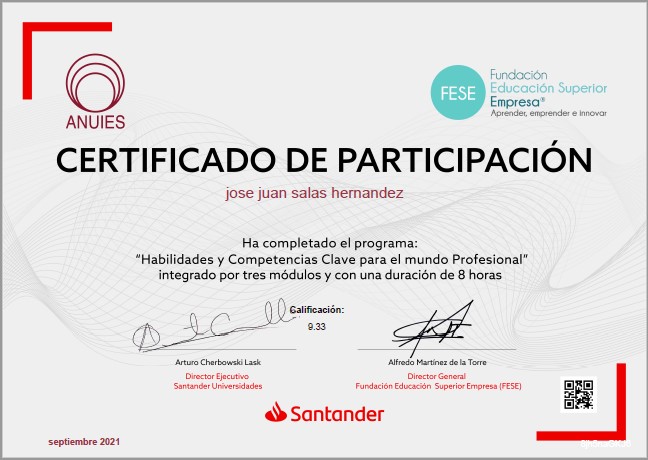 ANUIES
FESE
Fundación
Educación Superior
Empresa®
Aprender, emprender e innovar
CERTIFICADO DE PARTICIPACIÓN
jose juan salas hernandez
Ha completado el programa:
“Habilidades y Competencias Clave para el mundo Profesional”
integrado por tres módulos y con una duración de 8 horas
Calificación:
9.33
Arturo Cherbowski Lask
Director Ejecutivo
Santander Universidades
Alfredo Martínez de la Torre
Director General
Fundación Educación Superior Empresa (FESE)
Santander
septiembre 2021